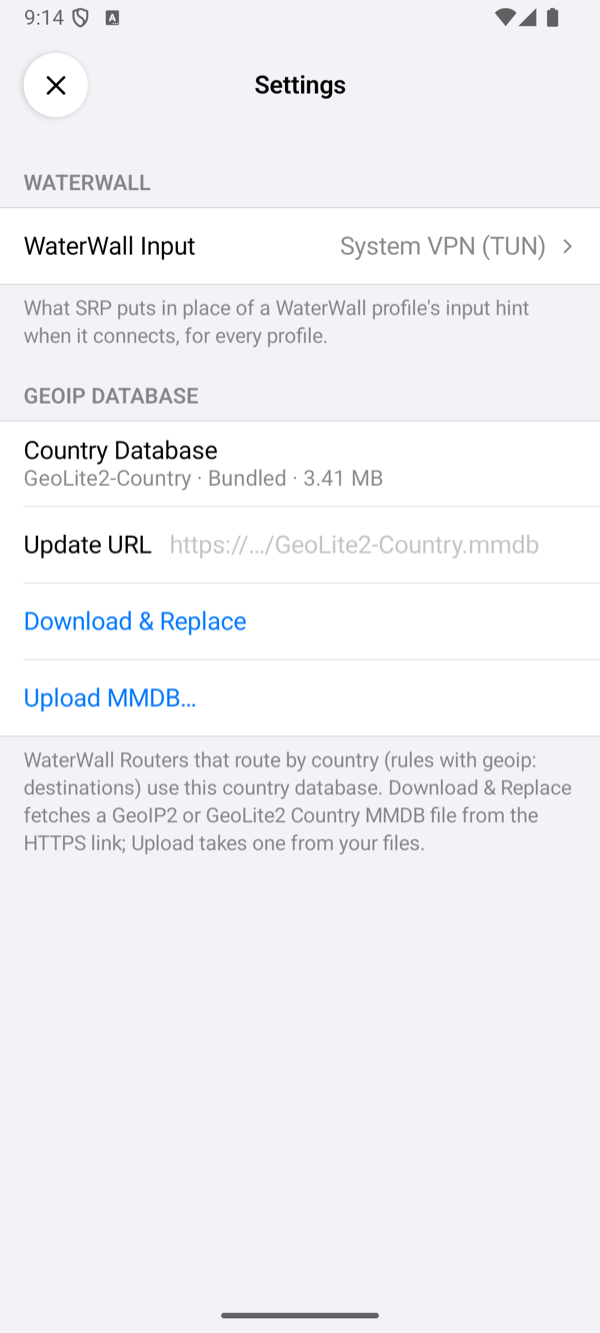 9:14
Settings
WATERWALL
WaterWall Input System VPN (TUN)
What SRP puts in place of a WaterWall profile's input hint
when it connects, for every profile.
GEOIP DATABASE
Country Database
GeoLite2-Country · Bundled · 3.41 MB
Update URL https://…/GeoLite2-Country.mmdb
Download & Replace
Upload MMDB…
WaterWall Routers that route by country (rules with geoip:
destinations) use this country database. Download & Replace
fetches a GeoIP2 or GeoLite2 Country MMDB file from the
HTTPS link; Upload takes one from your files.